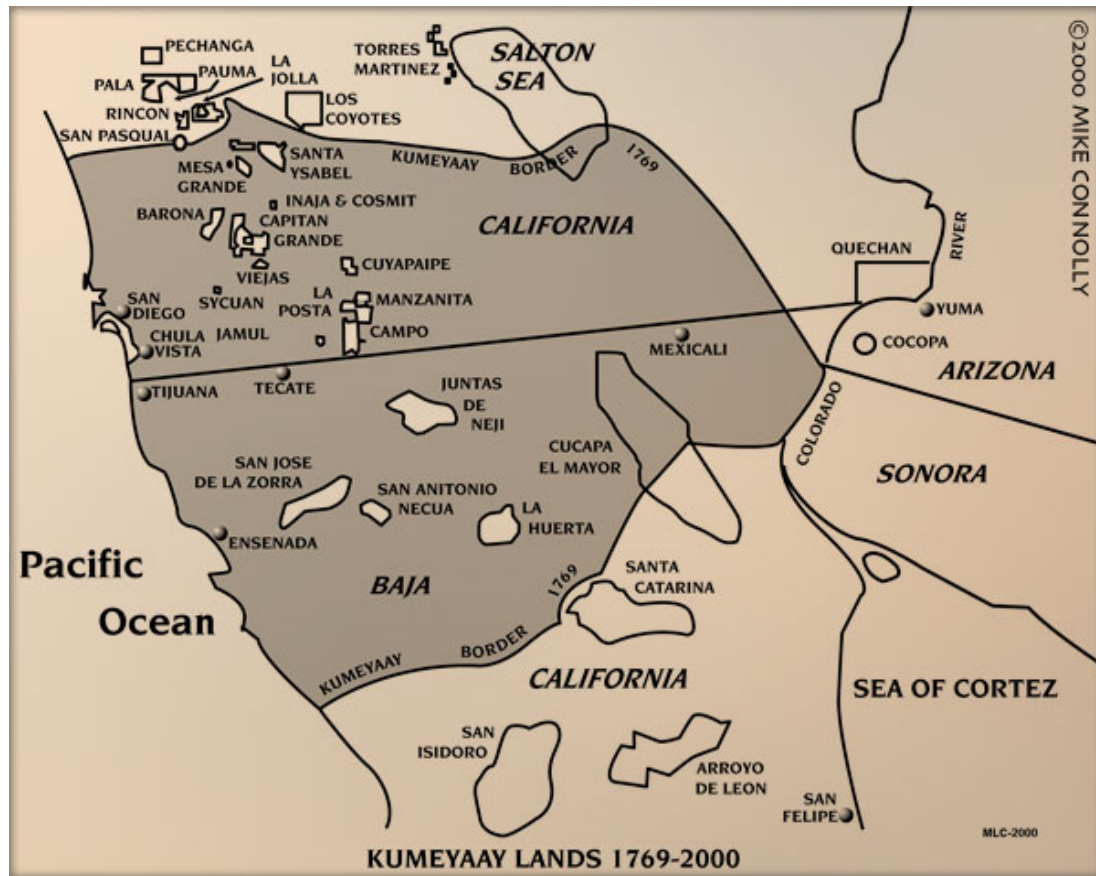 ©2000 MIKE CONNOLLY
PECHANGA
PALA
PAUMA
LA
JOLLA
RINCON
SAN PASQUAL
LOS
COYOTES
TORRES
MARTINEZ
SALTON
SEA
MESA
GRANDE
SANTA
YSABEL
KUMEYAAY BORDER 1769
INAJA & COSMIT
BARONA
CAPITAN
GRANDE
CALIFORNIA
VIEJAS
CUYAPAIPE
QUECHAN
RIVER
SAN
DIEGO
SYCUAN
LA
POSTA
MANZANITA
YUMA
CHULA
VISTA
JAMUL
CAMPO
MEXICALI
COCOPA
ARIZONA
TIJUANA
TECATE
JUNTAS
DE
NEJI
COLORADO
CUCAPA
EL MAYOR
SONORA
SAN JOSE
DE LA ZORRA
SAN ANITONIO
NECUA
LA
HUERTA
ENSENADA
Pacific
Ocean
BAJA
SANTA
CATARINA
KUMEYAAY BORDER 1769
CALIFORNIA
SEA OF CORTEZ
SAN
ISIDORO
ARROYO
DE LEON
SAN
FELIPE
MLC-2000
KUMEYAAY LANDS 1769-2000